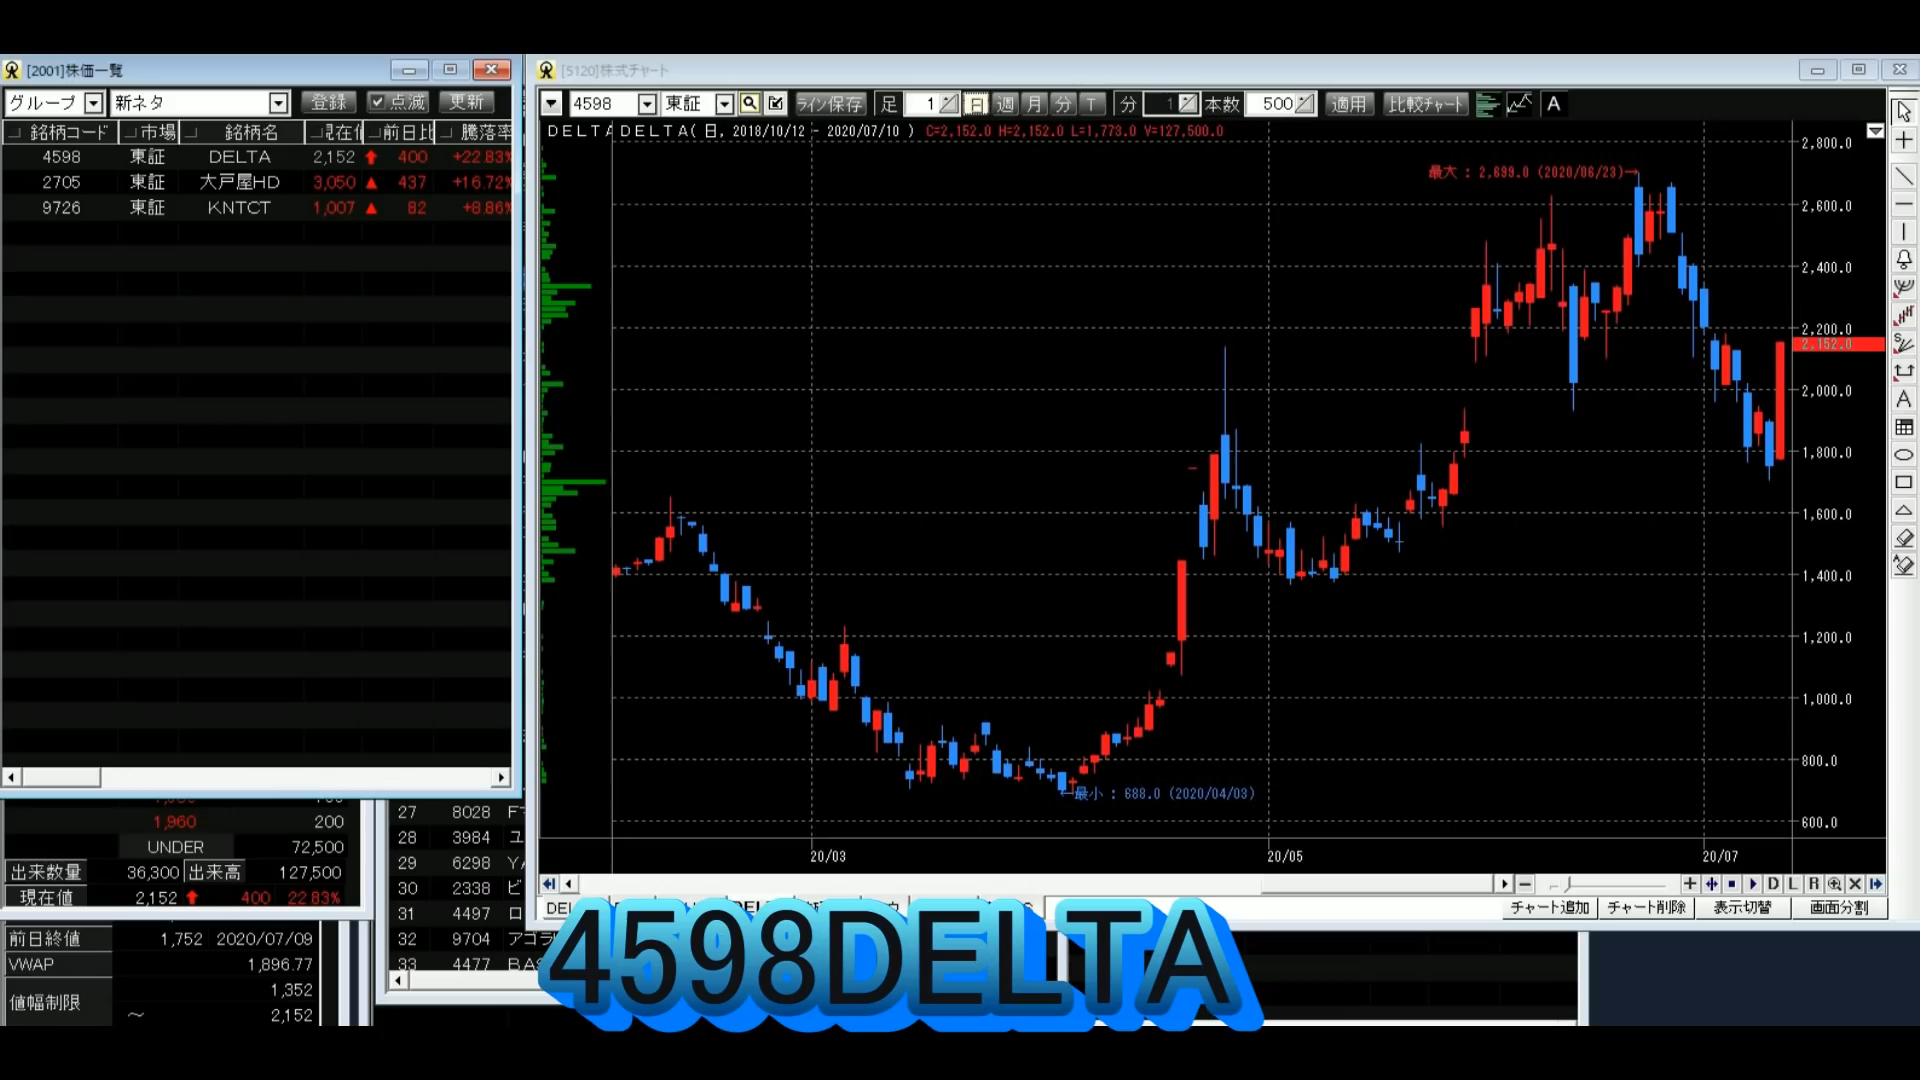 [2001]株価一覧
グループ 新ネタ 登録 点滅 更新
銘柄コード 市場 銘柄名 現在値 前日比 騰落率
4598 東証 DELTA 2,152 400 +22.83%
2705 東証 大戸屋HD 3,050 437 +16.72%
9726 東証 KNTCT 1,007 82 +8.86%
1,960 200
UNDER 72,500
出来数量 36,300 出来高 127,500
現在値 2,152 400 22.83%
前日終値 1,752 2020/07/09
VWAP 1,896.77
値幅制限 1,352
～ 2,152
27 8028 F
28 3984 ユ
29 6298 Y
30 2338 ビ
31 4497 ロ
32 9704 アゴラ
33 4477 BAS
[5120]株式チャート
4598 東証 ライン保存 足 1 日 週 月 分 T 分 1 本数 500 適用 比較チャート A
DELTA DELTA( 日, 2018/10/12 - 2020/07/10 ) C=2,152.0 H=2,152.0 L=1,773.0 V=127,500.0
最大 : 2,699.0 (2020/06/23)→
←最小 : 688.0 (2020/04/03)
2,800.0
2,600.0
2,400.0
2,200.0
2,152.0
2,000.0
1,800.0
1,600.0
1,400.0
1,200.0
1,000.0
800.0
600.0
20/03 20/05 20/07
D L R
チャート追加 チャート削除 表示切替 画面分割
4598DELTA